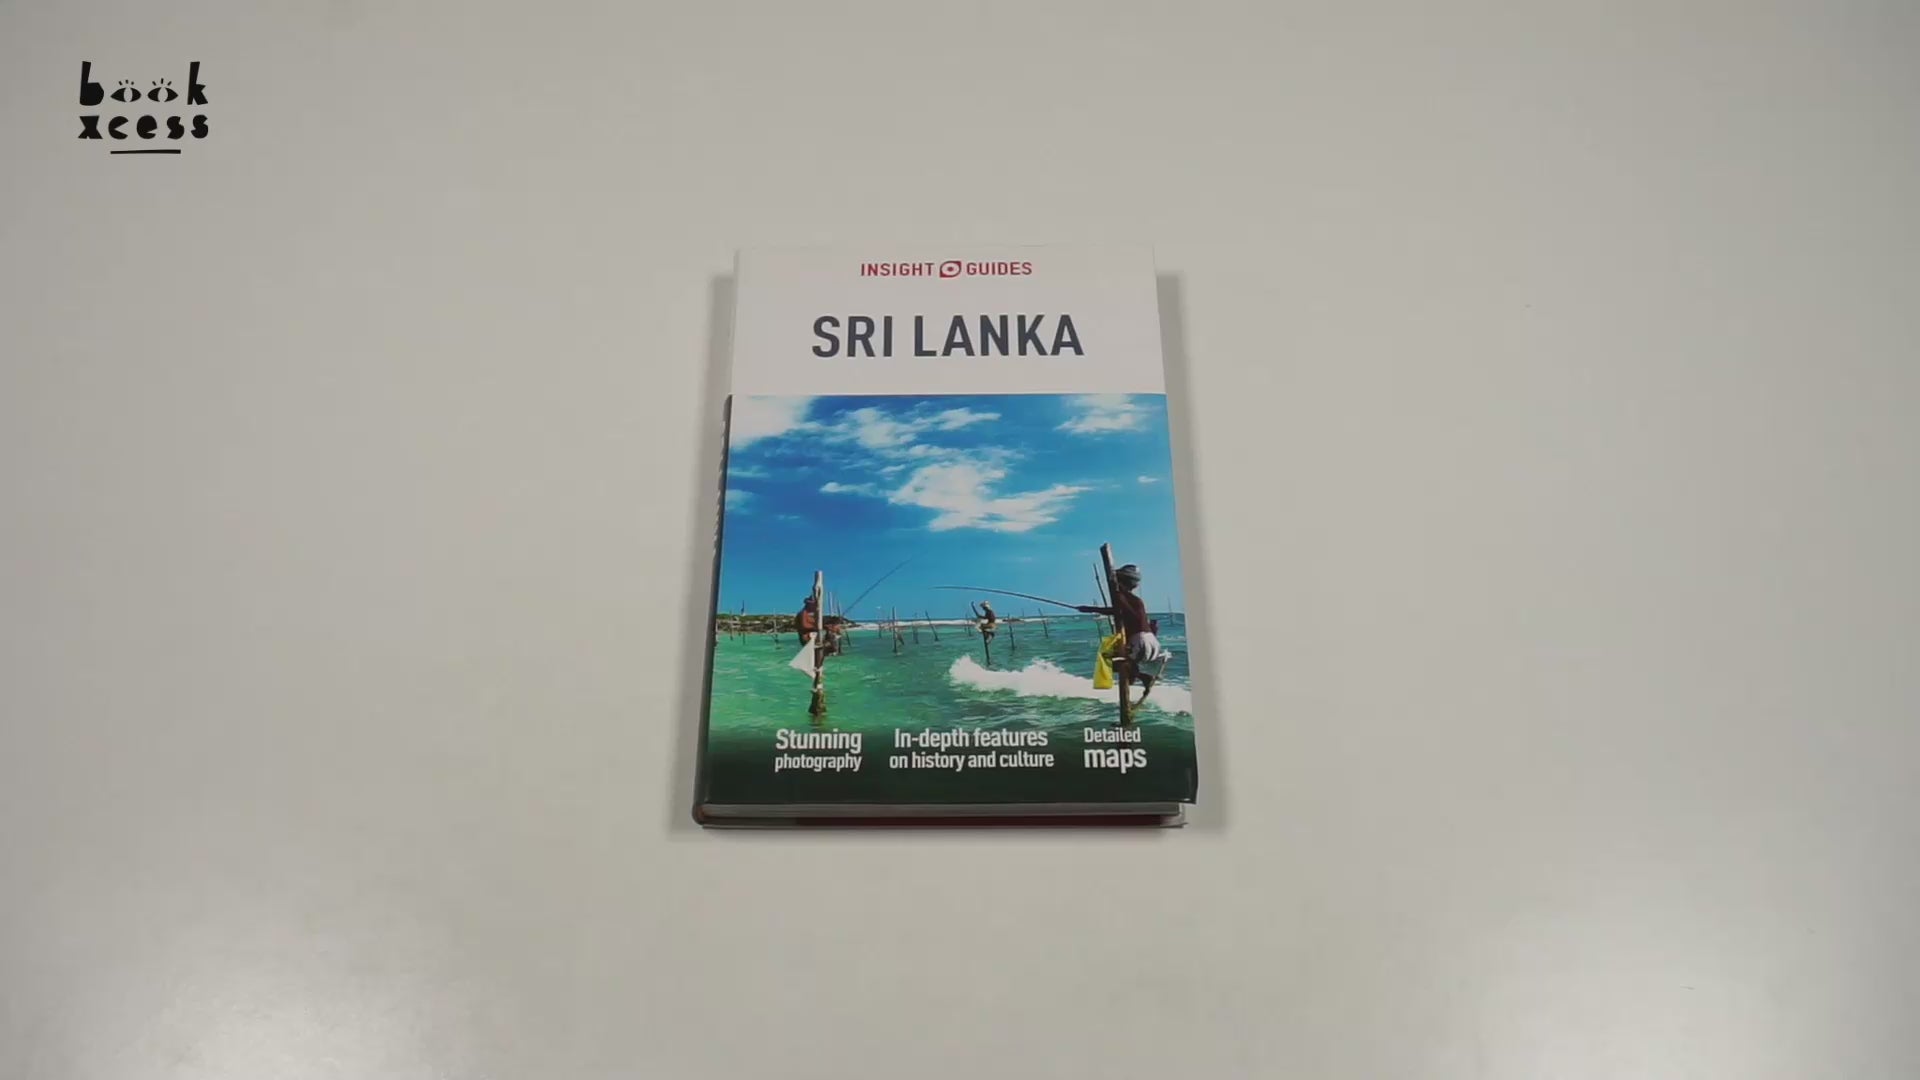 book
xcess
INSIGHT GUIDES
SRI LANKA
Stunning
photography
In-depth features
on history and culture
Detailed
maps